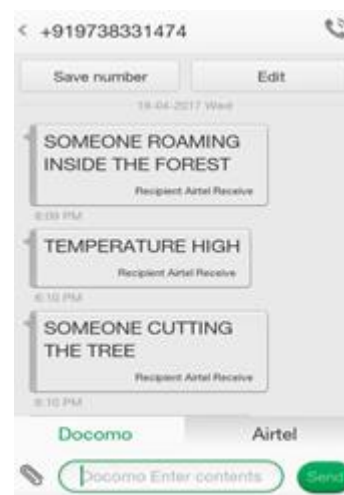 +919738331474
Save number Edit
19-04-2017 Wed
SOMEONE ROAMING
INSIDE THE FOREST
Recipient Airtel Receive
6:09 PM
TEMPERATURE HIGH
Recipient Airtel Receive
6:10 PM
SOMEONE CUTTING
THE TREE
Recipient Airtel Receive
6:10 PM
Docomo Airtel
Docomo Enter contents Send